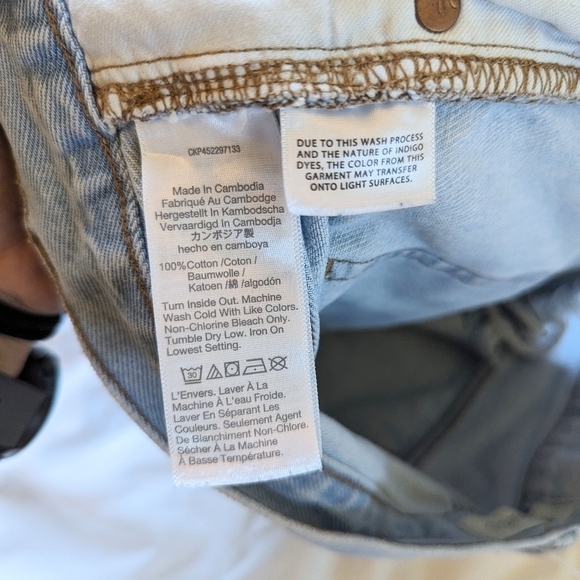 CKP452297133
Made In Cambodia
Fabriqué Au Cambodge
Hergestellt In Kambodscha
Vervaardigd In Cambodja
カンボジア製
hecho en camboya
100%Cotton /Coton /
Baumwolle /
Katoen /綿 /algodón
Turn Inside Out. Machine
Wash Cold With Like Colors.
Non-Chlorine Bleach Only.
Tumble Dry Low. Iron On
Lowest Setting.
30
L'Envers. Laver À La
Machine À L'eau Froide.
Laver En Séparant Les
Couleurs. Seulement Agent
De Blanchiment Non-Chlore.
Sécher À La Machine
À Basse Température.
DUE TO THIS WASH PROCESS
AND THE NATURE OF INDIGO
DYES, THE COLOR FROM THIS
GARMENT MAY TRANSFER
ONTO LIGHT SURFACES.